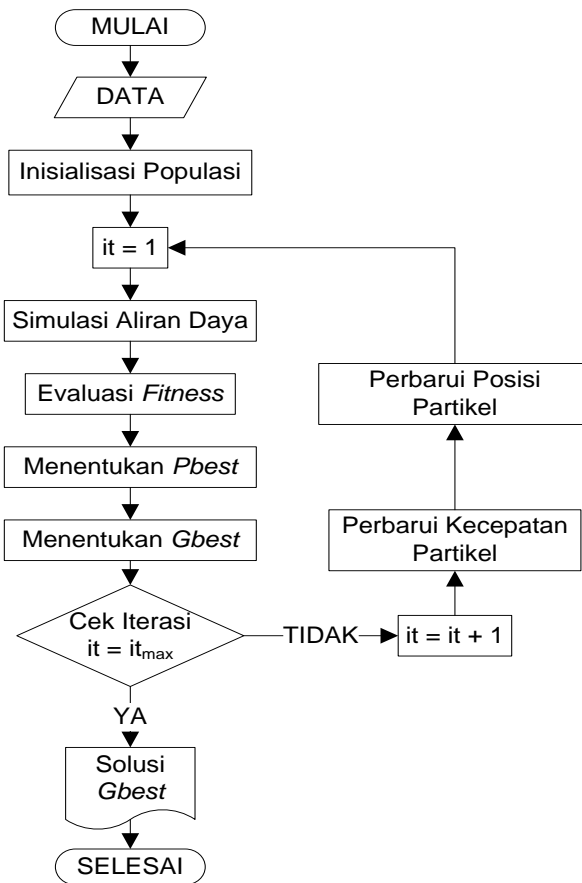 MULAI
DATA
Inisialisasi Populasi
it = 1
Simulasi Aliran Daya
Evaluasi Fitness
Menentukan Pbest
Menentukan Gbest
Cek Iterasi
it = itmax
TIDAK
it = it + 1
Perbarui Kecepatan
Partikel
Perbarui Posisi
Partikel
YA
Solusi
Gbest
SELESAI